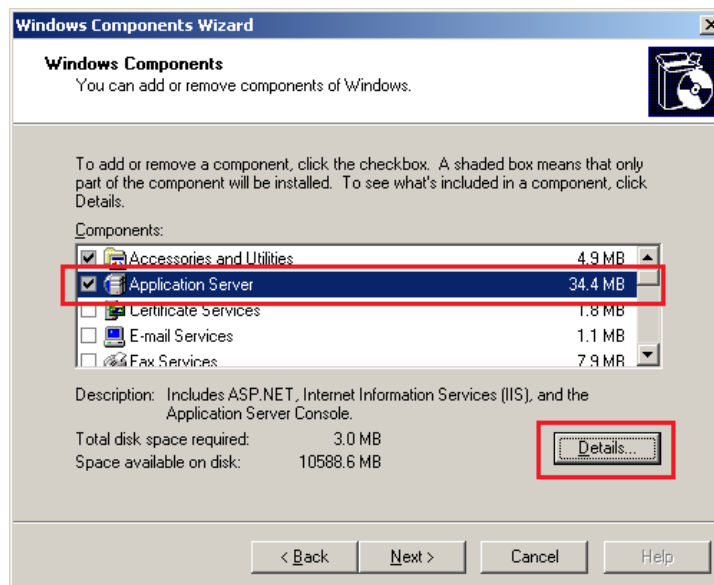 Windows Components Wizard
Windows Components
You can add or remove components of Windows.
To add or remove a component, click the checkbox. A shaded box means that only
part of the component will be installed. To see what's included in a component, click
Details.
Components:
Accessories and Utilities 4.9 MB
Application Server 34.4 MB
Certificate Services 1.8 MB
E-mail Services 1.1 MB
Fax Services 7.9 MB
Description: Includes ASP.NET, Internet Information Services (IIS), and the
Application Server Console.
Total disk space required: 3.0 MB
Space available on disk: 10588.6 MB
Details...
< Back Next > Cancel Help